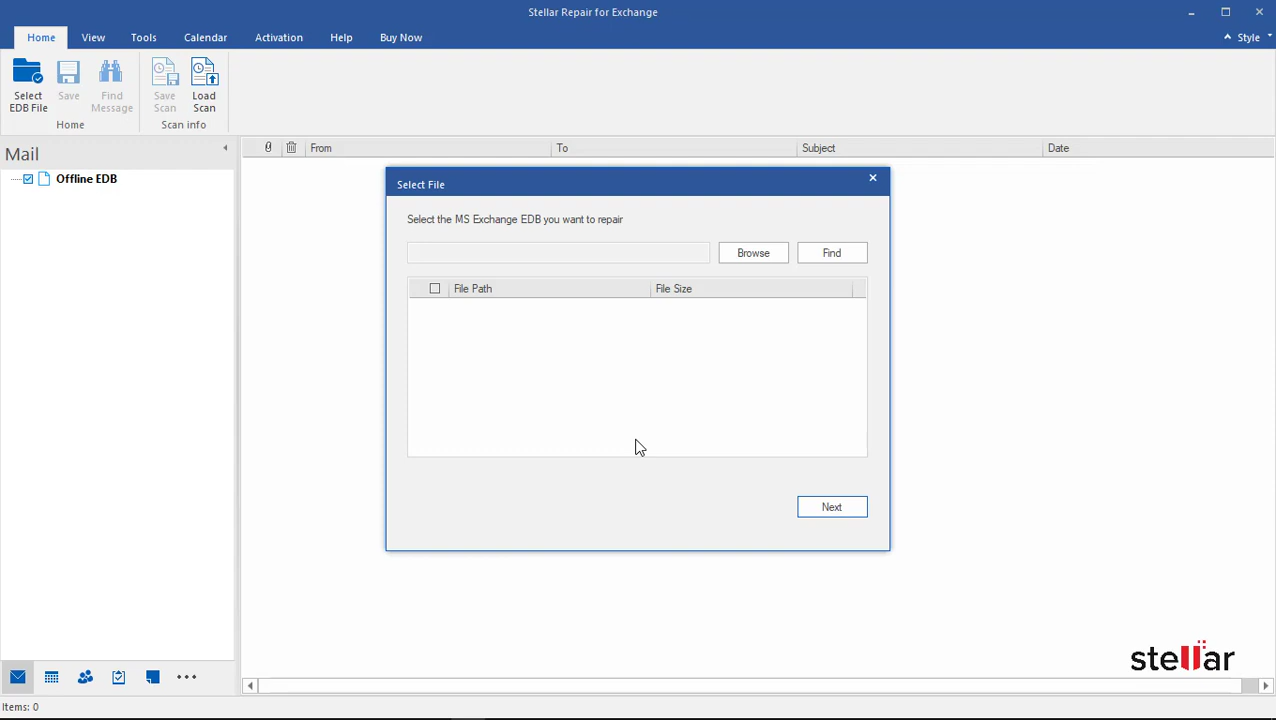 Stellar Repair for Exchange
Home View Tools Calendar Activation Help Buy Now Style
Select EDB File
Save
Find Message
Save Scan
Load Scan
Home Scan info
Mail
From To Subject Date
Offline EDB
Select File
Select the MS Exchange EDB you want to repair
Browse Find
File Path File Size
Next
stellar
Items: 0